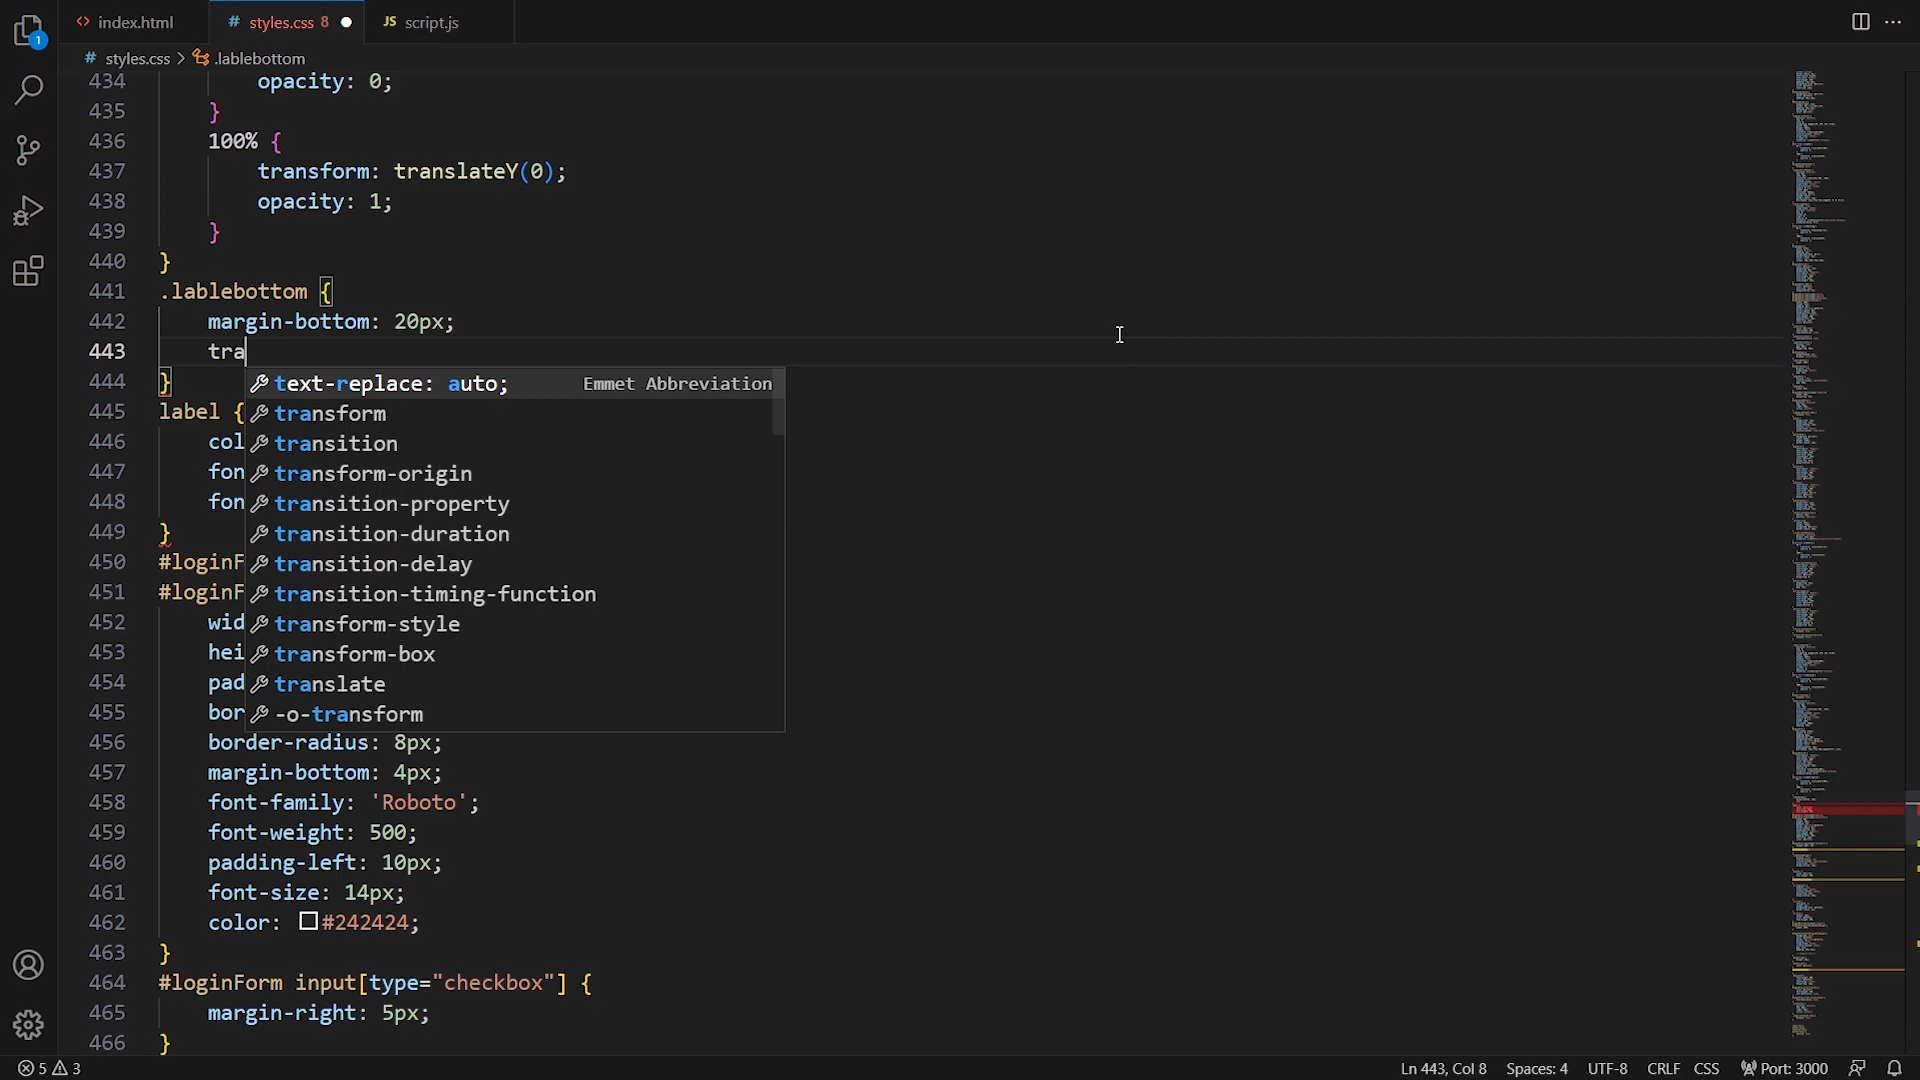 1
<> index.html
# styles.css 8
JS script.js
# styles.css > .lablebottom
434 opacity: 0;
435 }
436 100% {
437 transform: translateY(0);
438 opacity: 1;
439 }
440 }
441 .lablebottom {
442 margin-bottom: 20px;
443 tra
444 }
text-replace: auto; Emmet Abbreviation
445 label {
transform
446 col
transition
447 fon
transform-origin
448 fon
transition-property
449 }
transition-duration
450 #loginF
transition-delay
451 #loginF
transition-timing-function
452 wid
transform-style
453 hei
transform-box
454 pad
translate
455 bor
-o-transform
456 border-radius: 8px;
457 margin-bottom: 4px;
458 font-family: 'Roboto';
459 font-weight: 500;
460 padding-left: 10px;
461 font-size: 14px;
462 color: #242424;
463 }
464 #loginForm input[type="checkbox"] {
465 margin-right: 5px;
466 }
5 3
Ln 443, Col 8 Spaces: 4 UTF-8 CRLF CSS Port: 3000